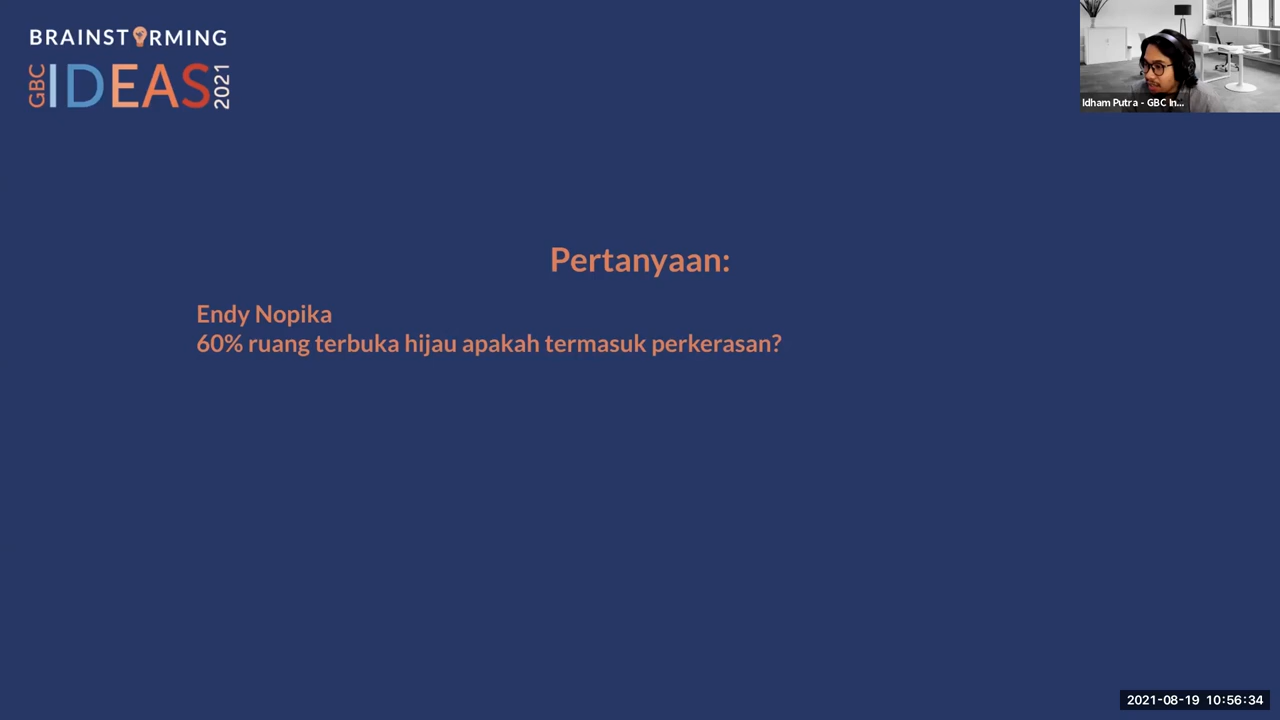 BRAINSTORMING
GBC IDEAS 2021
Idham Putra - GBC In...
Pertanyaan:
Endy Nopika
60% ruang terbuka hijau apakah termasuk perkerasan?
2021-08-19 10:56:34